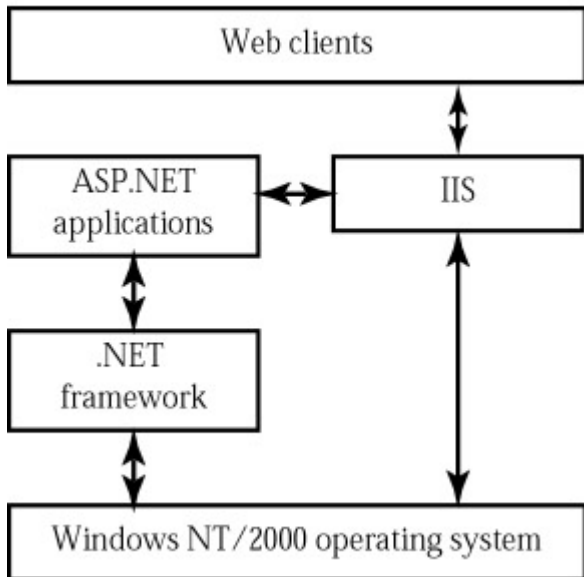 Web clients
ASP.NET
applications
IIS
.NET
framework
Windows NT/2000 operating system